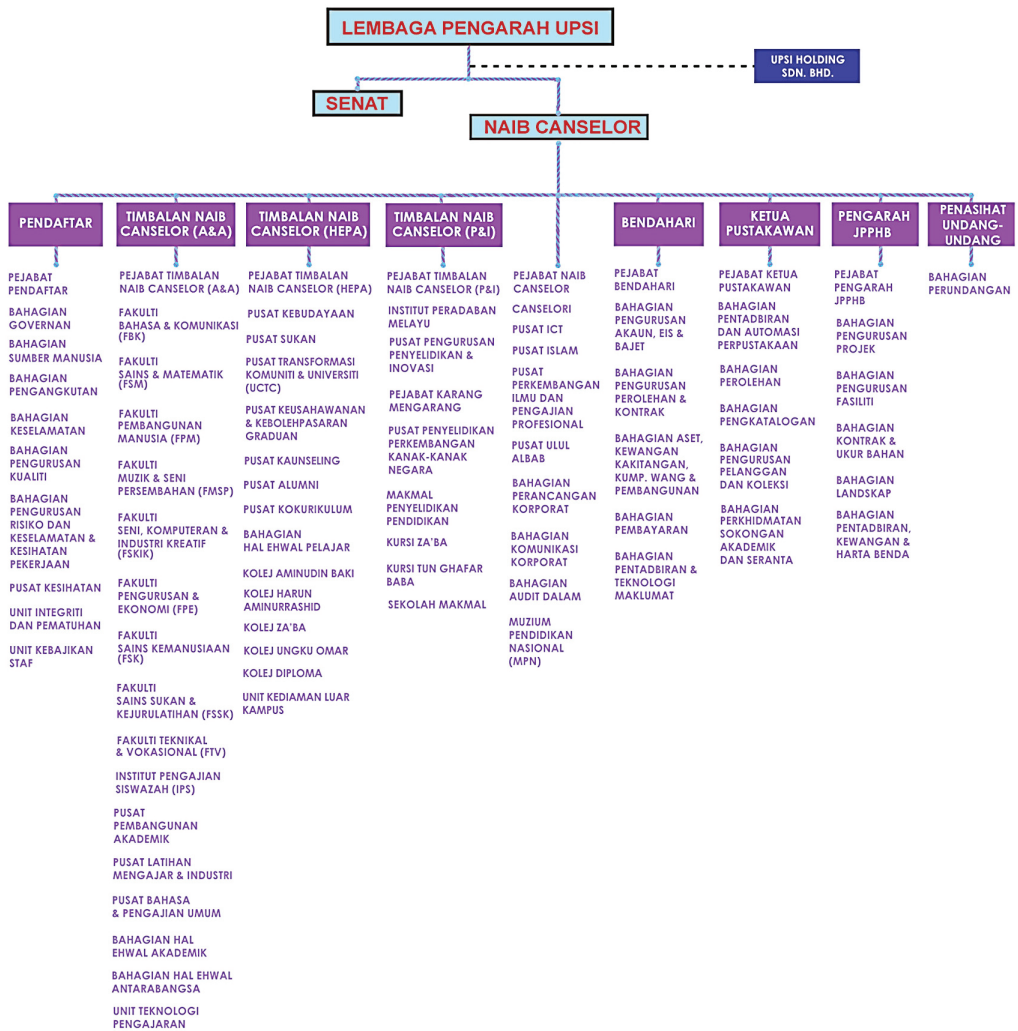 LEMBAGA PENGARAH UPSI
UPSI HOLDING
SDN. BHD.
SENAT
NAIB CANSELOR
PENDAFTAR
PEJABAT
PENDAFTAR
BAHAGIAN
GOVERNAN
BAHAGIAN
SUMBER MANUSIA
BAHAGIAN
PENGANGKUTAN
BAHAGIAN
KESELAMATAN
BAHAGIAN
PENGURUSAN
KUALITI
BAHAGIAN
PENGURUSAN
RISIKO DAN
KESELAMATAN &
KESIHATAN
PEKERJAAN
PUSAT KESIHATAN
UNIT INTEGRITI
DAN PEMATUHAN
UNIT KEBAJIKAN
STAF
TIMBALAN NAIB
CANSELOR (A&A)
PEJABAT TIMBALAN
NAIB CANSELOR (A&A)
FAKULTI
BAHASA & KOMUNIKASI
(FBK)
FAKULTI
SAINS & MATEMATIK
(FSM)
FAKULTI
PEMBANGUNAN
MANUSIA (FPM)
FAKULTI
MUZIK & SENI
PERSEMBAHAN (FMSP)
FAKULTI
SENI, KOMPUTERAN &
INDUSTRI KREATIF
(FSKIK)
FAKULTI
PENGURUSAN &
EKONOMI (FPE)
FAKULTI
SAINS KEMANUSIAAN
(FSK)
FAKULTI
SAINS SUKAN &
KEJURULATIHAN (FSSK)
FAKULTI TEKNIKAL
& VOKASIONAL (FTV)
INSTITUT PENGAJIAN
SISWAZAH (IPS)
PUSAT
PEMBANGUNAN
AKADEMIK
PUSAT LATIHAN
MENGAJAR & INDUSTRI
PUSAT BAHASA
& PENGAJIAN UMUM
BAHAGIAN HAL
EHWAL AKADEMIK
BAHAGIAN HAL EHWAL
ANTARABANGSA
UNIT TEKNOLOGI
PENGAJARAN
TIMBALAN NAIB
CANSELOR (HEPA)
PEJABAT TIMBALAN
NAIB CANSELOR (HEPA)
PUSAT KEBUDAYAAN
PUSAT SUKAN
PUSAT TRANSFORMASI
KOMUNITI & UNIVERSITI
(UCTC)
PUSAT KEUSAHAWANAN
& KEBOLEHPASARAN
GRADUAN
PUSAT KAUNSELING
PUSAT ALUMNI
PUSAT KOKURIKULUM
BAHAGIAN
HAL EHWAL PELAJAR
KOLEJ AMINUDIN BAKI
KOLEJ HARUN
AMINURRASHID
KOLEJ ZA'BA
KOLEJ UNGKU OMAR
KOLEJ DIPLOMA
UNIT KEDIAMAN LUAR
KAMPUS
TIMBALAN NAIB
CANSELOR (P&I)
PEJABAT TIMBALAN
NAIB CANSELOR (P&I)
INSTITUT PERADABAN
MELAYU
PUSAT PENGURUSAN
PENYELIDIKAN &
INOVASI
PEJABAT KARANG
MENGARANG
PUSAT PENYELIDIKAN
PERKEMBANGAN
KANAK-KANAK
NEGARA
MAKMAL
PENYELIDIKAN
PENDIDIKAN
KURSI ZA'BA
KURSI TUN GHAFAR
BABA
SEKOLAH MAKMAL
PEJABAT NAIB
CANSELOR
CANSELORI
PUSAT ICT
PUSAT ISLAM
PUSAT
PERKEMBANGAN
ILMU DAN
PENGAJIAN
PROFESIONAL
PUSAT ULUL
ALBAB
BAHAGIAN
PERANCANGAN
KORPORAT
BAHAGIAN
KOMUNIKASI
KORPORAT
BAHAGIAN
AUDIT DALAM
MUZIUM
PENDIDIKAN
NASIONAL
(MPN)
BENDAHARI
PEJABAT
BENDAHARI
BAHAGIAN
PENGURUSAN
AKAUN, EIS &
BAJET
BAHAGIAN
PENGURUSAN
PEROLEHAN &
KONTRAK
BAHAGIAN ASET,
KEWANGAN
KAKITANGAN,
KUMP. WANG &
PEMBANGUNAN
BAHAGIAN
PEMBAYARAN
BAHAGIAN
PENTADBIRAN &
TEKNOLOGI
MAKLUMAT
KETUA
PUSTAKAWAN
PEJABAT KETUA
PUSTAKAWAN
BAHAGIAN
PENTADBIRAN
DAN AUTOMASI
PERPUSTAKAAN
BAHAGIAN
PEROLEHAN
BAHAGIAN
PENGKATALOGAN
BAHAGIAN
PENGURUSAN
PELANGGAN
DAN KOLEKSI
BAHAGIAN
PERKHIDMATAN
SOKONGAN
AKADEMIK
DAN SERANTA
PENGARAH
JPPHB
PEJABAT
PENGARAH
JPPHB
BAHAGIAN
PENGURUSAN
PROJEK
BAHAGIAN
PENGURUSAN
FASILITI
BAHAGIAN
KONTRAK &
UKUR BAHAN
BAHAGIAN
LANDSKAP
BAHAGIAN
PENTADBIRAN,
KEWANGAN &
HARTA BENDA
PENASIHAT
UNDANG-
UNDANG
BAHAGIAN
PERUNDANGAN